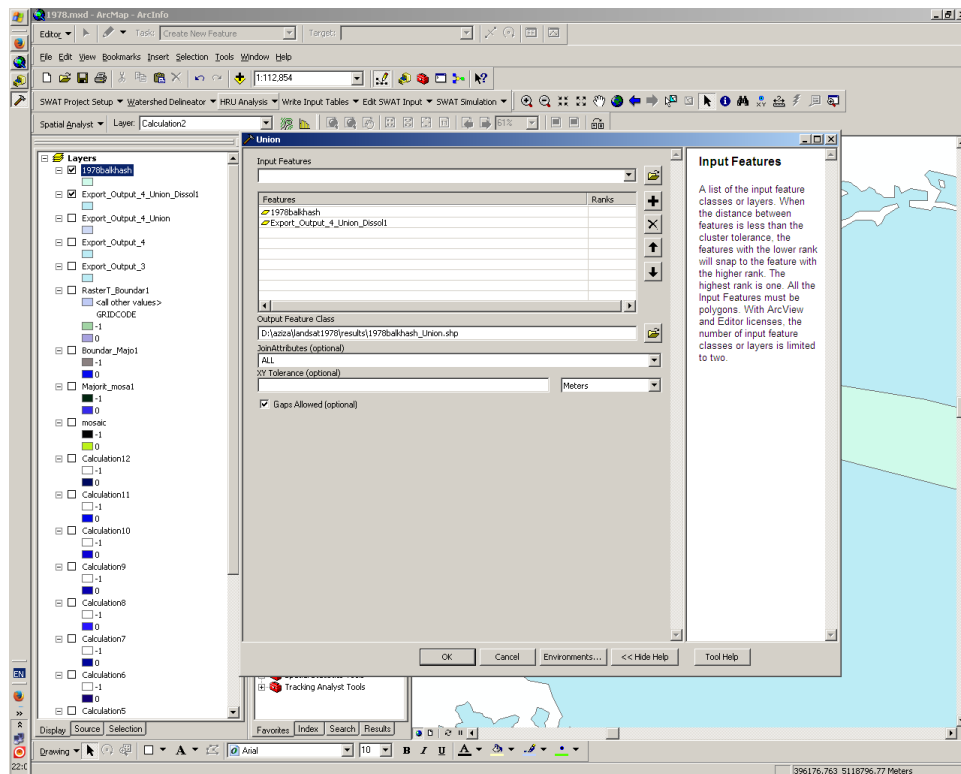 1978.mxd - ArcMap - ArcInfo
Editor Task: Create New Feature Target:
File Edit View Bookmarks Insert Selection Tools Window Help
1:112,854
SWAT Project Setup Watershed Delineator HRU Analysis Write Input Tables Edit SWAT Input SWAT Simulation
Spatial Analyst Layer: Calculation2 61%
Layers
1978balkhash
Export_Output_4_Union_Dissol1
Export_Output_4_Union
Export_Output_4
Export_Output_3
RasterT_Boundar1
<all other values>
GRIDCODE
-1
0
Boundar_Majo1
-1
0
Majorit_mosa1
-1
0
mosaic
-1
0
Calculation12
-1
0
Calculation11
-1
0
Calculation10
-1
0
Calculation9
-1
0
Calculation8
-1
0
Calculation7
-1
0
Calculation6
-1
0
Calculation5
Display Source Selection
Union
Input Features
Features Ranks
1978balkhash
Export_Output_4_Union_Dissol1
Output Feature Class
D:\aziza\landsat1978\results\1978balkhash_Union.shp
JoinAttributes (optional)
ALL
XY Tolerance (optional)
Meters
Gaps Allowed (optional)
OK Cancel Environments... << Hide Help Tool Help
Input Features
A list of the input feature
classes or layers. When
the distance between
features is less than the
cluster tolerance, the
features with the lower rank
will snap to the feature with
the higher rank. The
highest rank is one. All the
Input Features must be
polygons. With ArcView
and Editor licenses, the
number of input feature
classes or layers is limited
to two.
Tracking Analyst Tools
Favorites Index Search Results
Drawing A Arial 10 B I U A
EN
396176.763 5118796.77 Meters